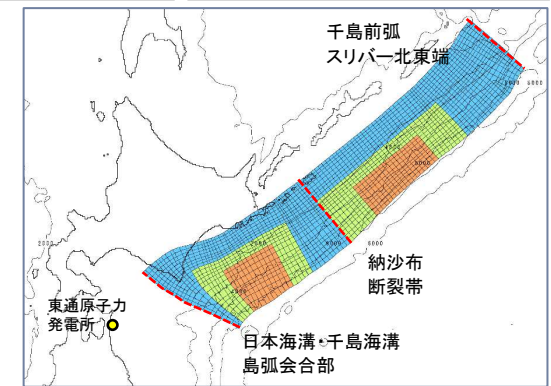 千島前弧
スリバー北東端
納沙布
断裂帯
東通原子力
発電所
日本海溝・千島海溝
島弧会合部